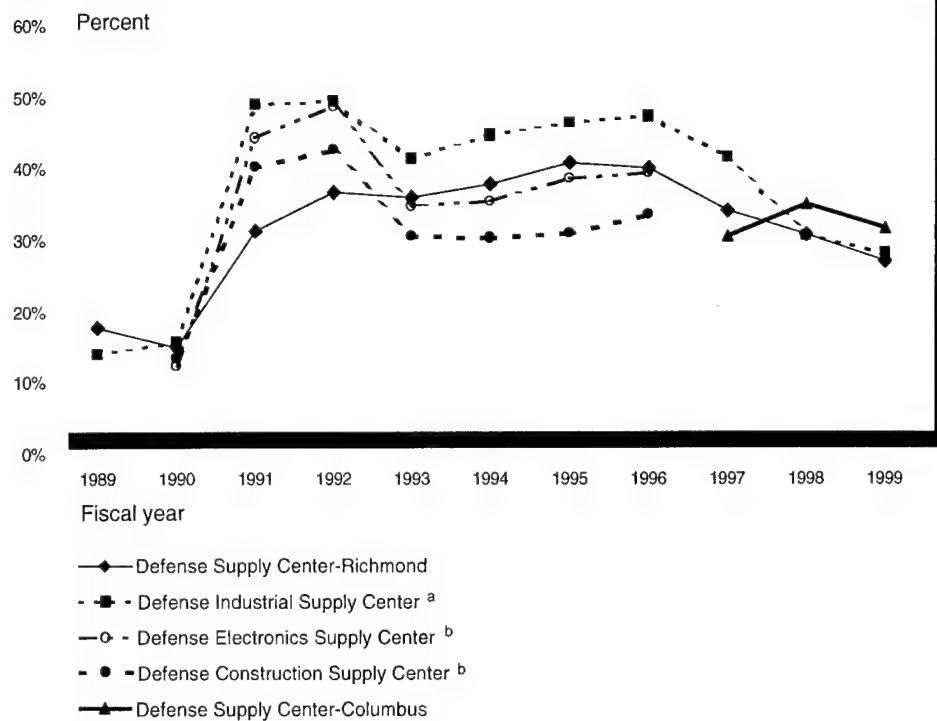 60% Percent
50%
40%
30%
20%
10%
0%
1989 1990 1991 1992 1993 1994 1995 1996 1997 1998 1999
Fiscal year
Defense Supply Center-Richmond
Defense Industrial Supply Center a
Defense Electronics Supply Center b
Defense Construction Supply Center b
Defense Supply Center-Columbus